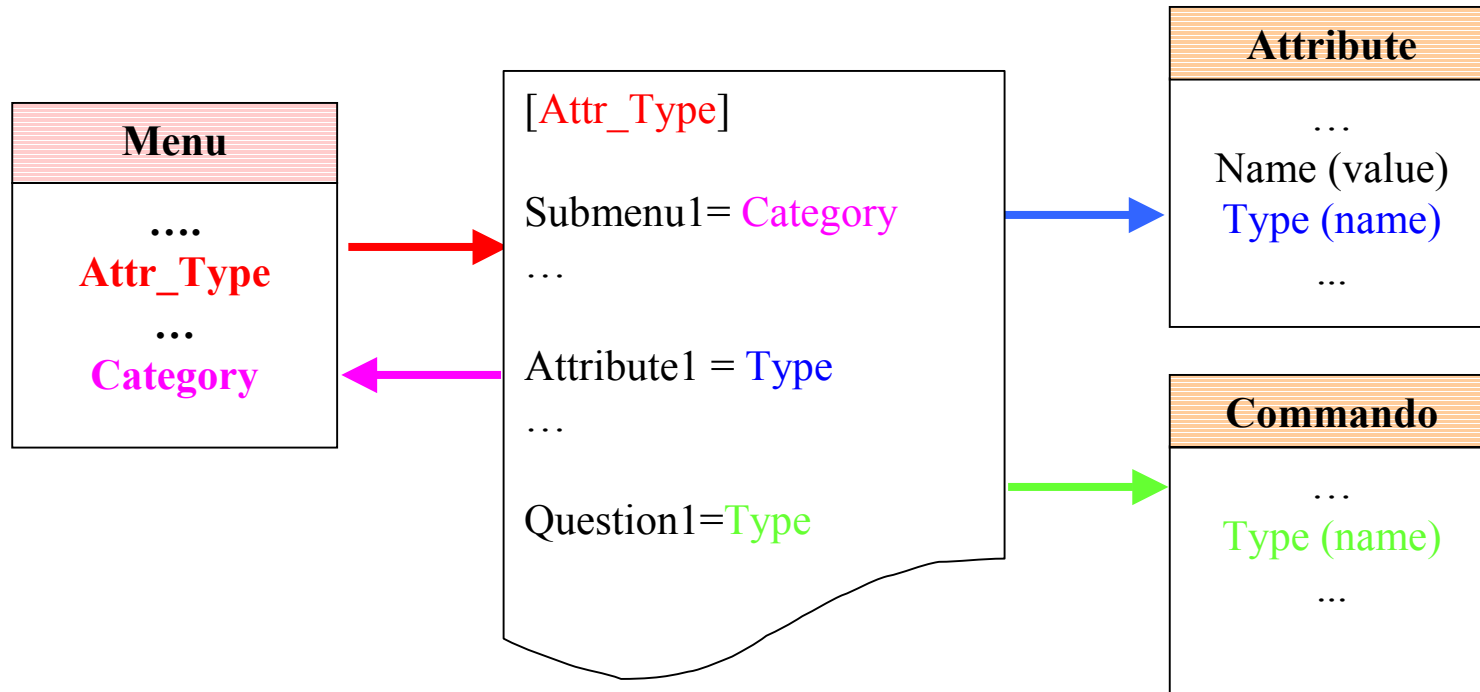 Menu
....
Attr_Type
...
Category
[Attr_Type]
Submenu1= Category
…
Attribute1 = Type
…
Question1=Type
Attribute
…
Name (value)
Type (name)
...
Commando
…
Type (name)
...